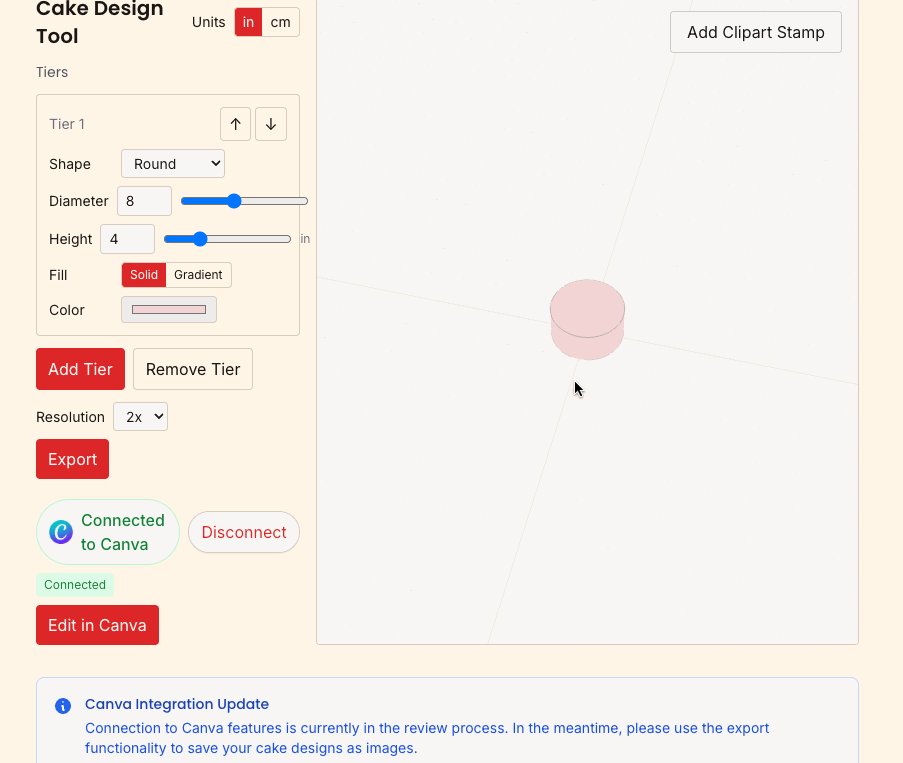 Cake Design
Tool
Units in cm
Add Clipart Stamp
Tiers
Tier 1 ↑ ↓
Shape Round
Diameter 8
Height 4 in
Fill Solid Gradient
Color
Add Tier Remove Tier
Resolution 2x
Export
Connected
to Canva
Disconnect
Connected
Edit in Canva
Canva Integration Update
Connection to Canva features is currently in the review process. In the meantime, please use the export
functionality to save your cake designs as images.